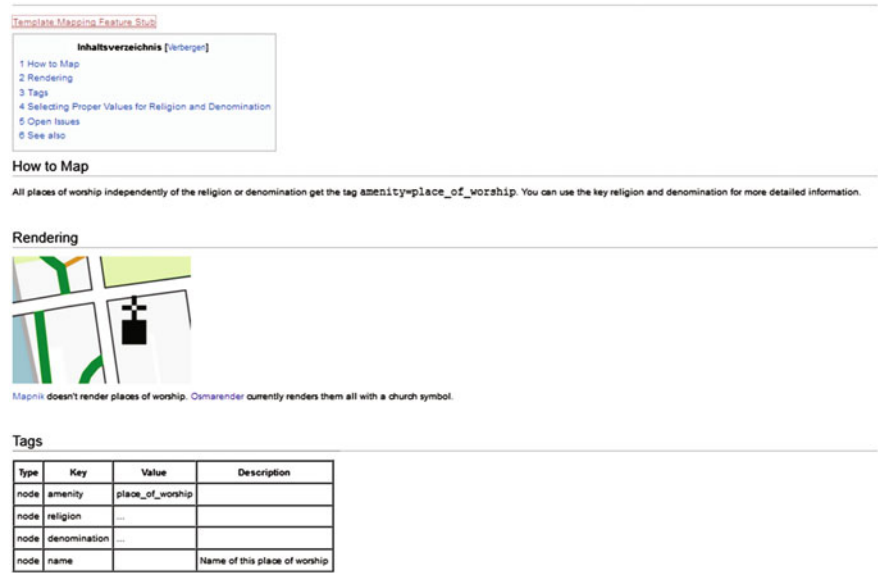 Template Mapping Feature Stub
Inhaltsverzeichnis [Verbergen]
1 How to Map
2 Rendering
3 Tags
4 Selecting Proper Values for Religion and Denomination
5 Open Issues
6 See also
How to Map
All places of worship independently of the religion or denomination get the tag amenity=place_of_worship. You can use the key religion and denomination for more detailed information.
Rendering
Mapnik doesn't render places of worship. Osmarender currently renders them all with a church symbol.
Tags
Type Key Value Description
node amenity place_of_worship
node religion ...
node denomination ...
node name Name of this place of worship